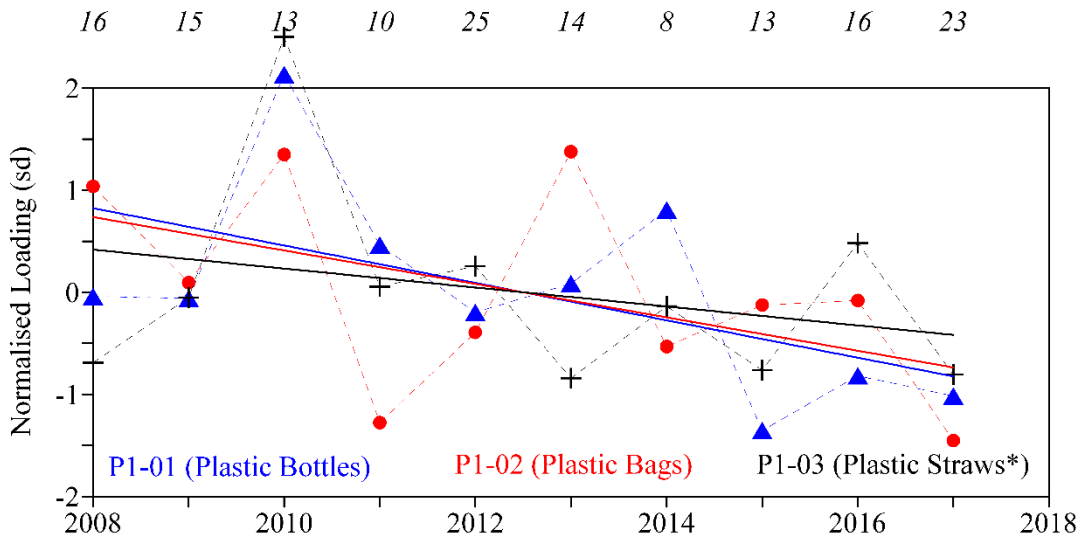 16 15 13 10 25 14 8 13 16 23
2
1
0
-1
-2
Normalised Loading (sd)
P1-01 (Plastic Bottles) P1-02 (Plastic Bags) P1-03 (Plastic Straws*)
2008 2010 2012 2014 2016 2018